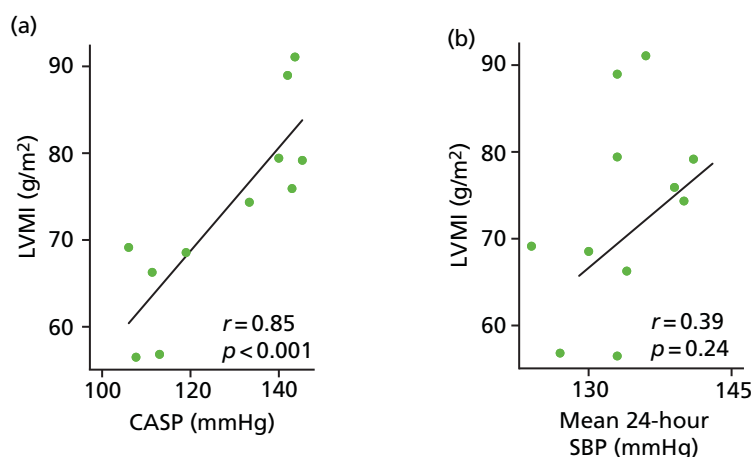 (a)
90
80
70
60
LVMI (g/m²)
r = 0.85
p < 0.001
100
120
140
CASP (mmHg)
(b)
90
80
70
60
LVMI (g/m²)
r = 0.39
p = 0.24
130
145
Mean 24-hour
SBP (mmHg)